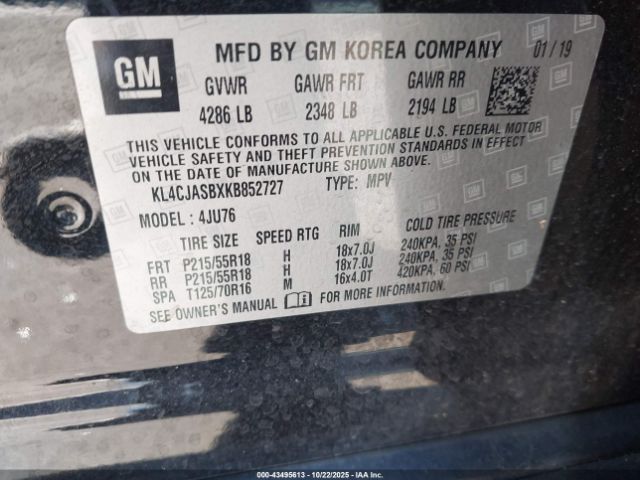 GM
MFD BY GM KOREA COMPANY 01/19
GVWR GAWR FRT GAWR RR
4286 LB 2348 LB 2194 LB
THIS VEHICLE CONFORMS TO ALL APPLICABLE U.S. FEDERAL MOTOR
VEHICLE SAFETY AND THEFT PREVENTION STANDARDS IN EFFECT
ON THE DATE OF MANUFACTURE SHOWN ABOVE.
KL4CJASBXKB852727 TYPE: MPV
MODEL: 4JU76
TIRE SIZE SPEED RTG RIM COLD TIRE PRESSURE
FRT P215/55R18 H 18x7.0J 240KPA, 35 PSI
RR P215/55R18 H 18x7.0J 240KPA, 35 PSI
SPA T125/70R16 M 16x4.0T 420KPA, 60 PSI
SEE OWNER'S MANUAL FOR MORE INFORMATION.
000-43495613 - 10/22/2025 - IAAI.com